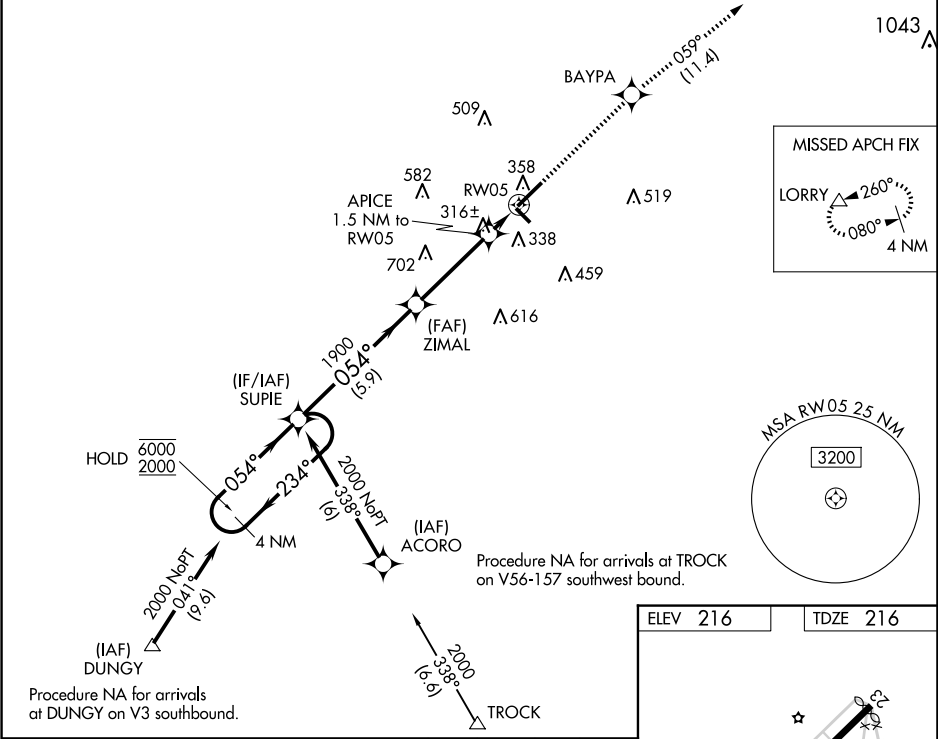 1043
059°
(11.4)
BAYPA
509
MISSED APCH FIX
LORRY
260°
080°
4 NM
582
358
RW05
519
APICE
1.5 NM to
RW05
316±
338
702
459
616
(FAF)
ZIMAL
1900
054°
(5.9)
(IF/IAF)
SUPIE
HOLD
6000
2000
054°
234°
4 NM
2000 NoPT
338°
(6)
(IAF)
ACORO
MSA RW05 25 NM
3200
Procedure NA for arrivals at TROCK
on V56-157 southwest bound.
2000 NoPT
041°
(9.6)
(IAF)
DUNGY
Procedure NA for arrivals
at DUNGY on V3 southbound.
2000
338°
(6.6)
TROCK
ELEV 216
TDZE 216
23